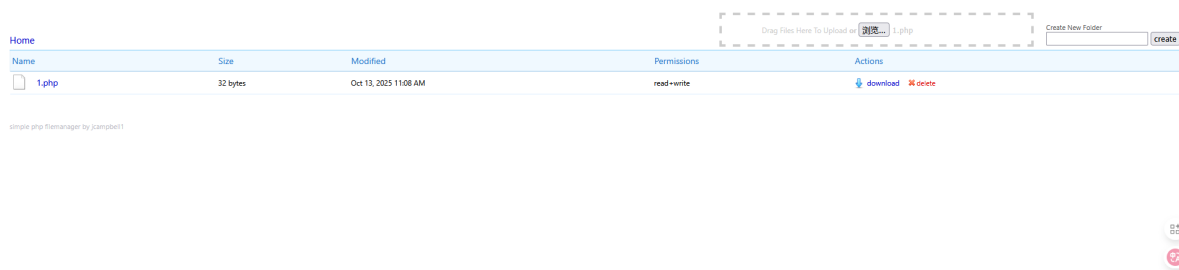 Create New Folder
Drag Files Here To Upload or 浏览... 1.php
Home
create
Name Size Modified Permissions Actions
1.php 32 bytes Oct 13, 2025 11:08 AM read+write download delete
simple php filemanager by jcampbell1